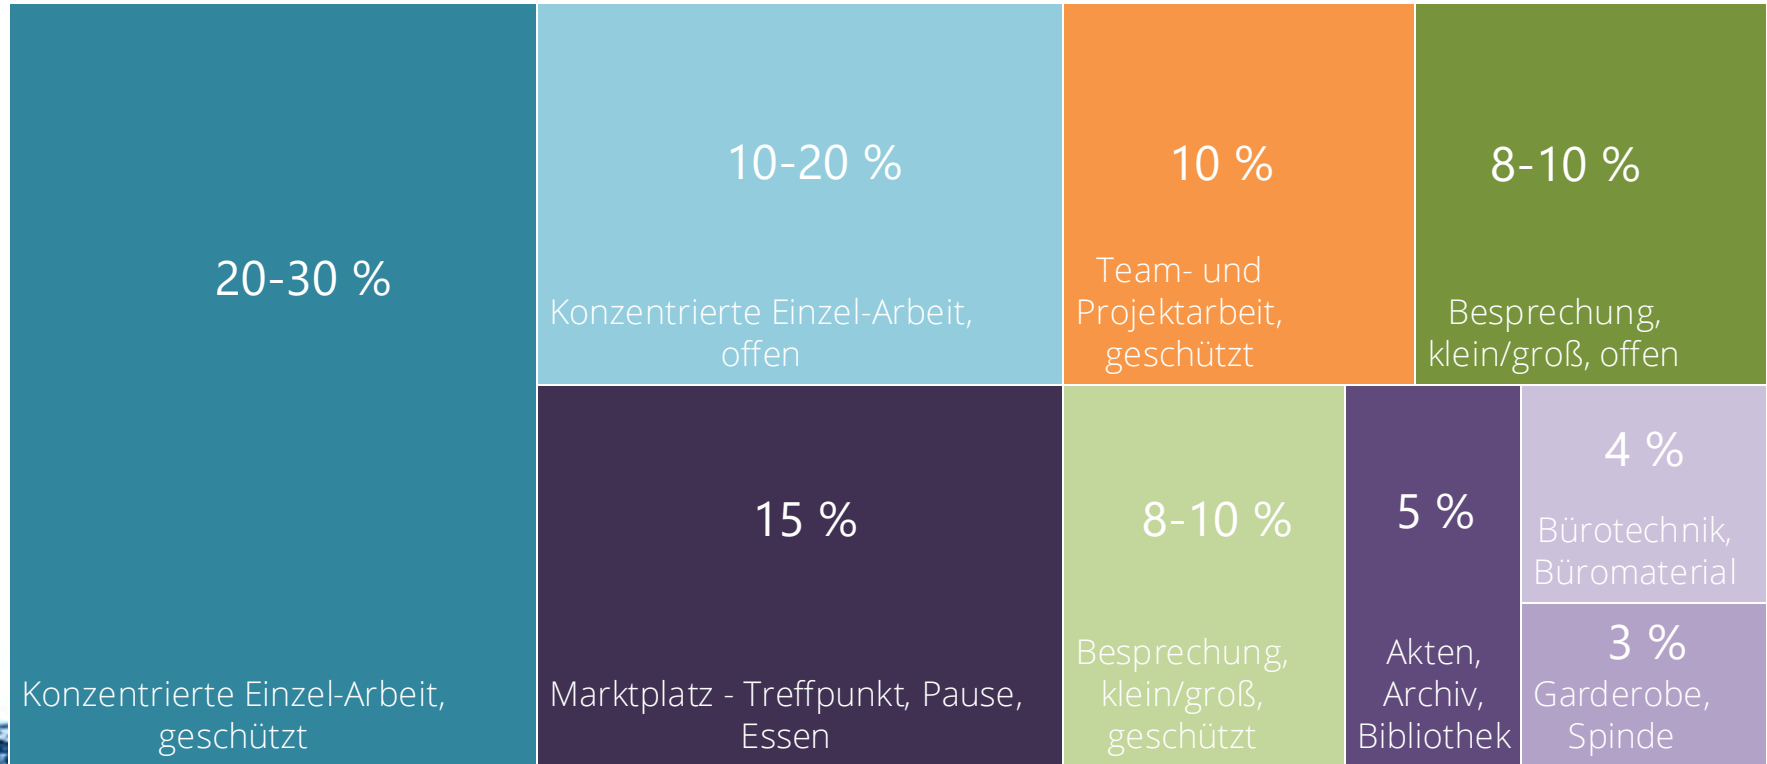 20-30 %
Konzentrierte Einzel-Arbeit,
geschützt
10-20 %
Konzentrierte Einzel-Arbeit,
offen
10 %
Team- und
Projektarbeit,
geschützt
8-10 %
Besprechung,
klein/groß, offen
15 %
Marktplatz - Treffpunkt, Pause,
Essen
8-10 %
Besprechung,
klein/groß,
geschützt
5 %
Akten,
Archiv,
Bibliothek
4 %
Bürotechnik,
Büromaterial
3 %
Garderobe,
Spinde